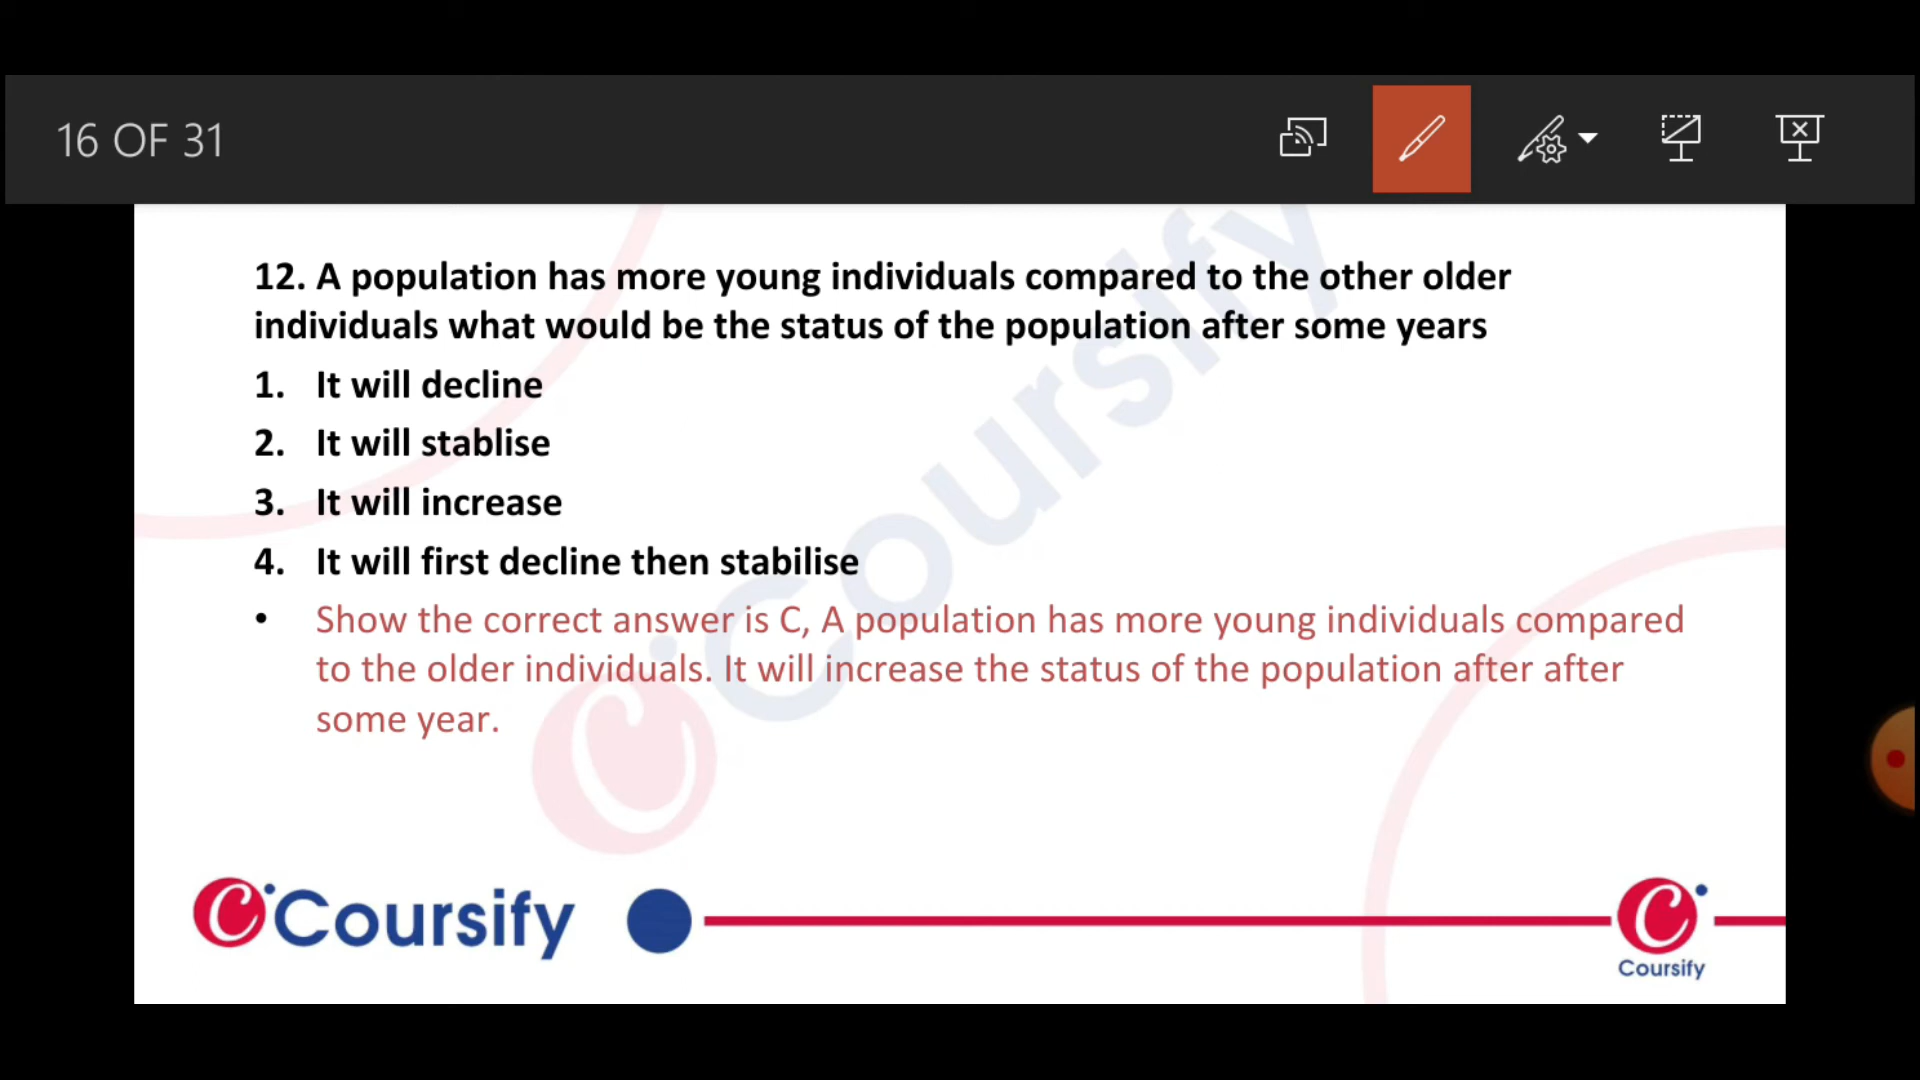 16 OF 31
12. A population has more young individuals compared to the other older
individuals what would be the status of the population after some years
1. It will decline
2. It will stablise
3. It will increase
4. It will first decline then stabilise
• Show the correct answer is C, A population has more young individuals compared
to the older individuals. It will increase the status of the population after after
some year.
Coursify
Coursify
Coursify